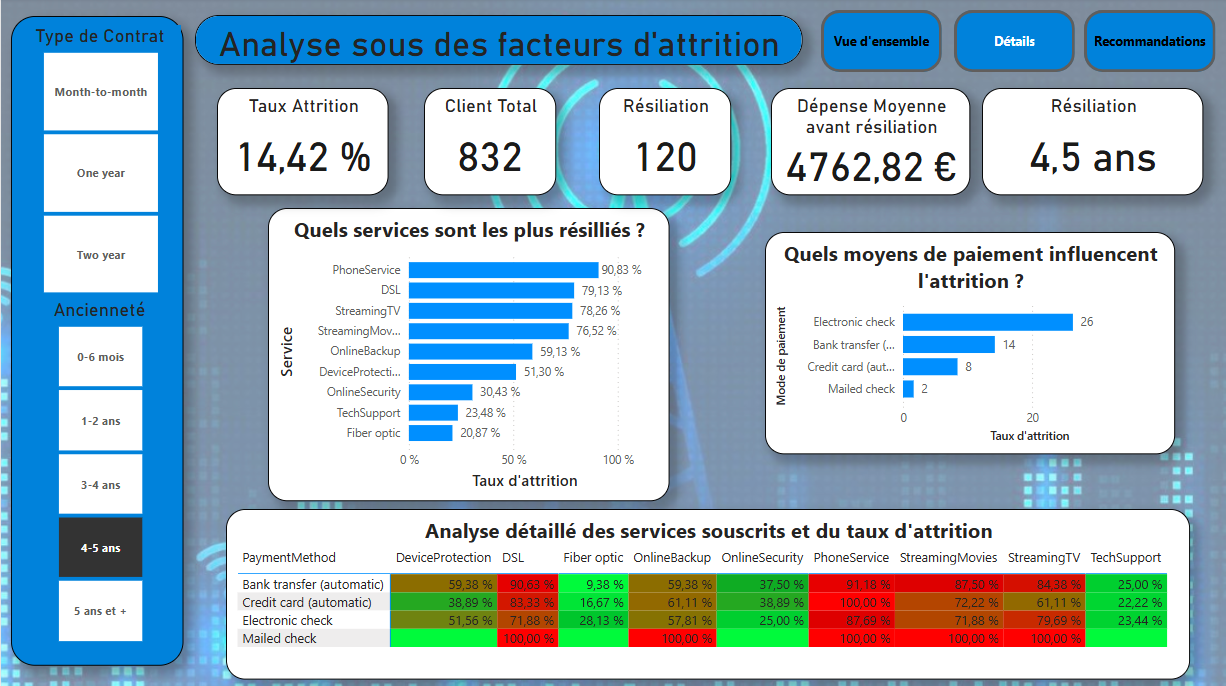 Type de Contrat
Month-to-month
One year
Two year
Ancienneté
0-6 mois
1-2 ans
3-4 ans
4-5 ans
5 ans et +
Analyse sous des facteurs d'attrition
Vue d'ensemble
Détails
Recommandations
Taux Attrition
14,42 %
Client Total
832
Résiliation
120
Dépense Moyenne
avant résiliation
4762,82 €
Résiliation
4,5 ans
Quels services sont les plus résilliés ?
Service
PhoneService 90,83 %
DSL 79,13 %
StreamingTV 78,26 %
StreamingMov... 76,52 %
OnlineBackup 59,13 %
DeviceProtecti... 51,30 %
OnlineSecurity 30,43 %
TechSupport 23,48 %
Fiber optic 20,87 %
0 % 50 % 100 %
Taux d'attrition
Quels moyens de paiement influencent
l'attrition ?
Mode de paiement
Electronic check 26
Bank transfer (... 14
Credit card (aut... 8
Mailed check 2
0 20
Taux d'attrition
Analyse détaillé des services souscrits et du taux d'attrition
PaymentMethod DeviceProtection DSL Fiber optic OnlineBackup OnlineSecurity PhoneService StreamingMovies StreamingTV TechSupport
Bank transfer (automatic) 59,38 % 90,63 % 9,38 % 59,38 % 37,50 % 91,18 % 87,50 % 84,38 % 25,00 %
Credit card (automatic) 38,89 % 83,33 % 16,67 % 61,11 % 38,89 % 100,00 % 72,22 % 61,11 % 22,22 %
Electronic check 51,56 % 71,88 % 28,13 % 57,81 % 25,00 % 87,69 % 71,88 % 79,69 % 23,44 %
Mailed check 100,00 % 100,00 % 100,00 % 100,00 % 100,00 %